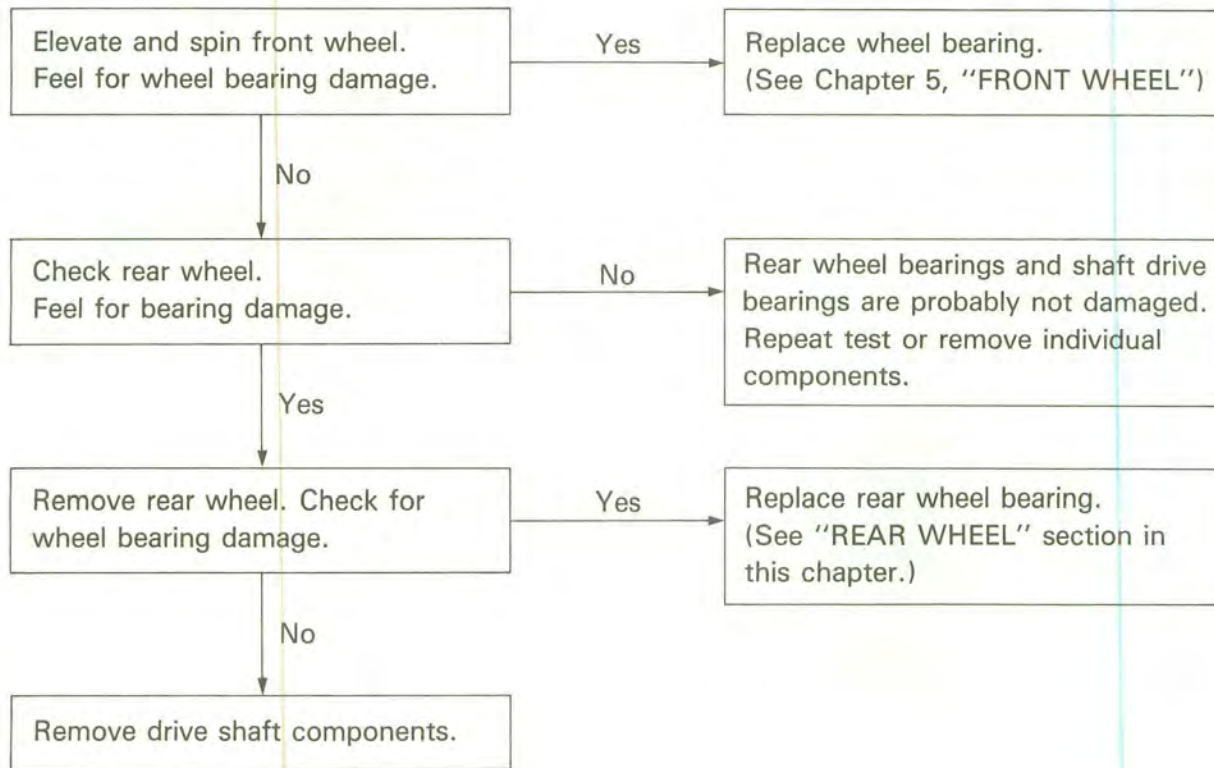 Elevate and spin front wheel.
Feel for wheel bearing damage.
Yes
Replace wheel bearing.
(See Chapter 5, "FRONT WHEEL")
No
Check rear wheel.
Feel for bearing damage.
No
Rear wheel bearings and shaft drive
bearings are probably not damaged.
Repeat test or remove individual
components.
Yes
Remove rear wheel. Check for
wheel bearing damage.
Yes
Replace rear wheel bearing.
(See "REAR WHEEL" section in
this chapter.)
No
Remove drive shaft components.